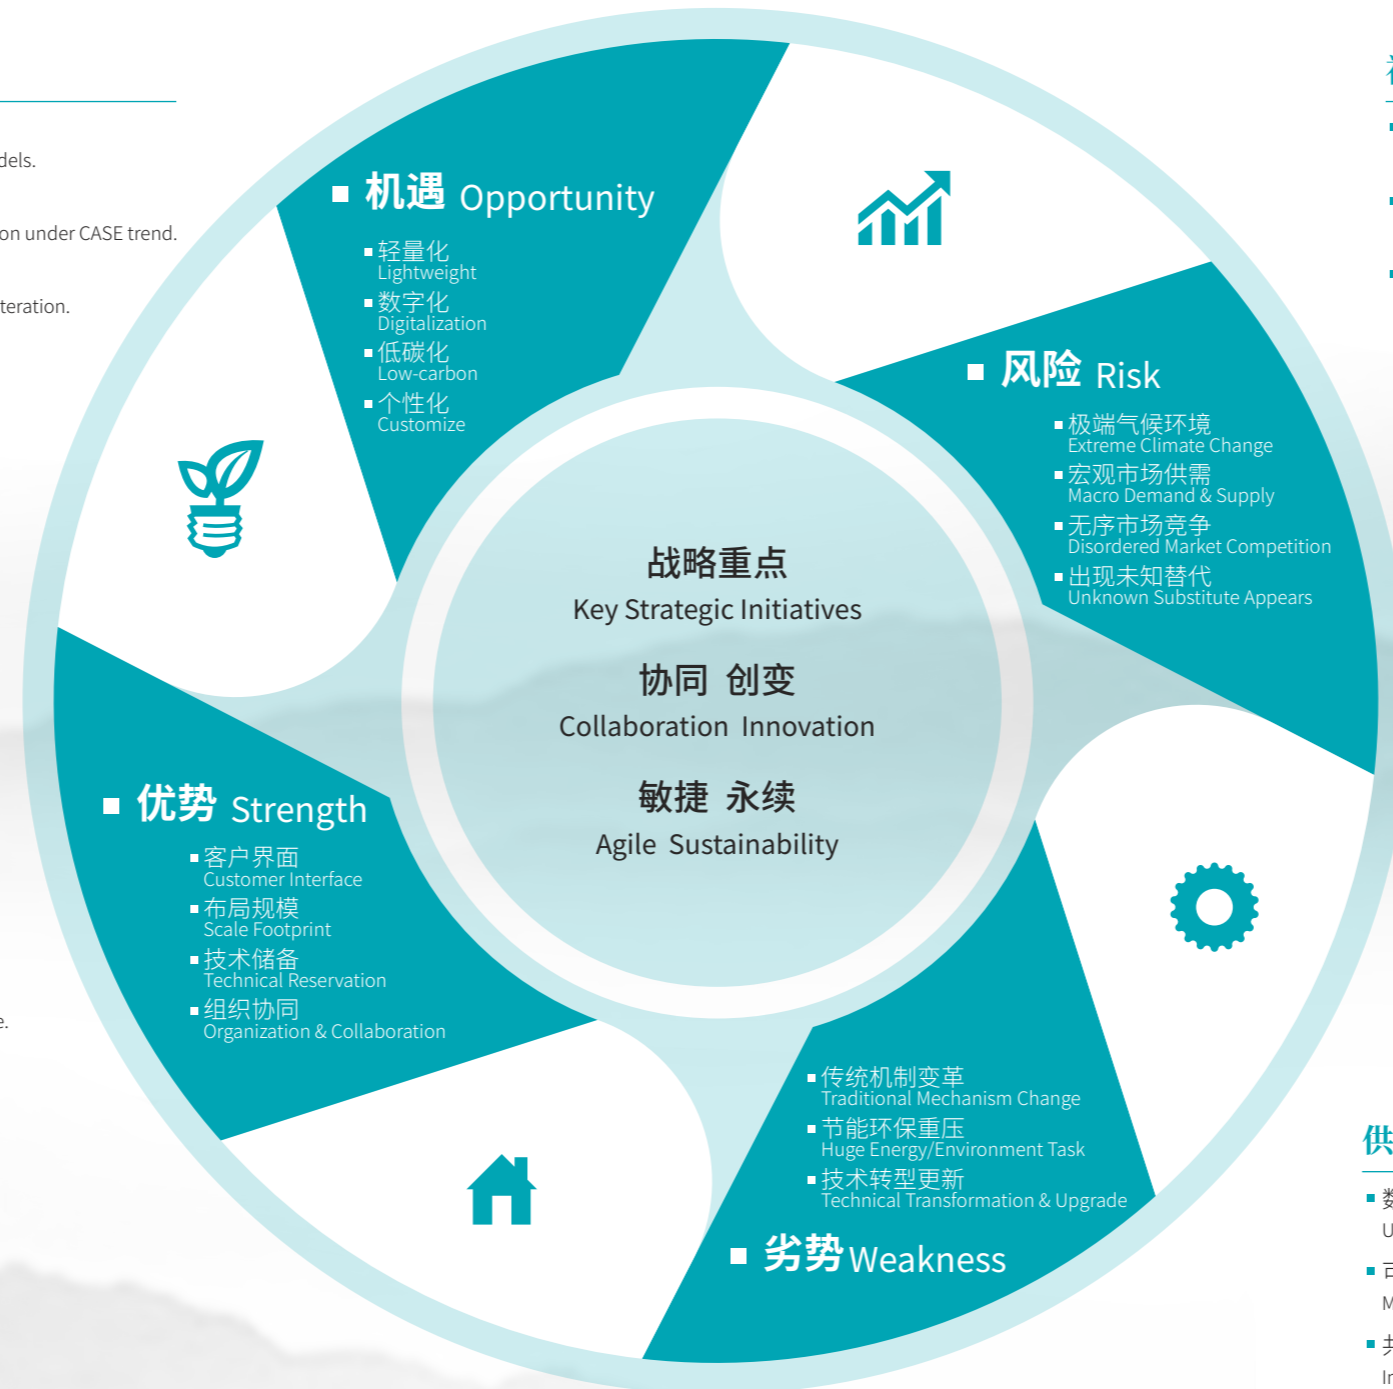 on under CASE trend.
机遇 Opportunity
轻量化
Lightweight
数字化
Digitalization
低碳化
Low-carbon
个性化
Customize
风险 Risk
极端气候环境
Extreme Climate Change
宏观市场供需
Macro Demand & Supply
无序市场竞争
Disordered Market Competition
出现未知替代
Unknown Substitute Appears
战略重点
Key Strategic Initiatives
协同 创变
Collaboration Innovation
敏捷 永续
Agile Sustainability
优势 Strength
客户界面
Customer Interface
布局规模
Scale Footprint
技术储备
Technical Reservation
组织协同
Organization & Collaboration
传统机制变革
Traditional Mechanism Change
节能环保重压
Huge Energy/Environment Task
技术转型更新
Technical Transformation & Upgrade
劣势 Weakness
供